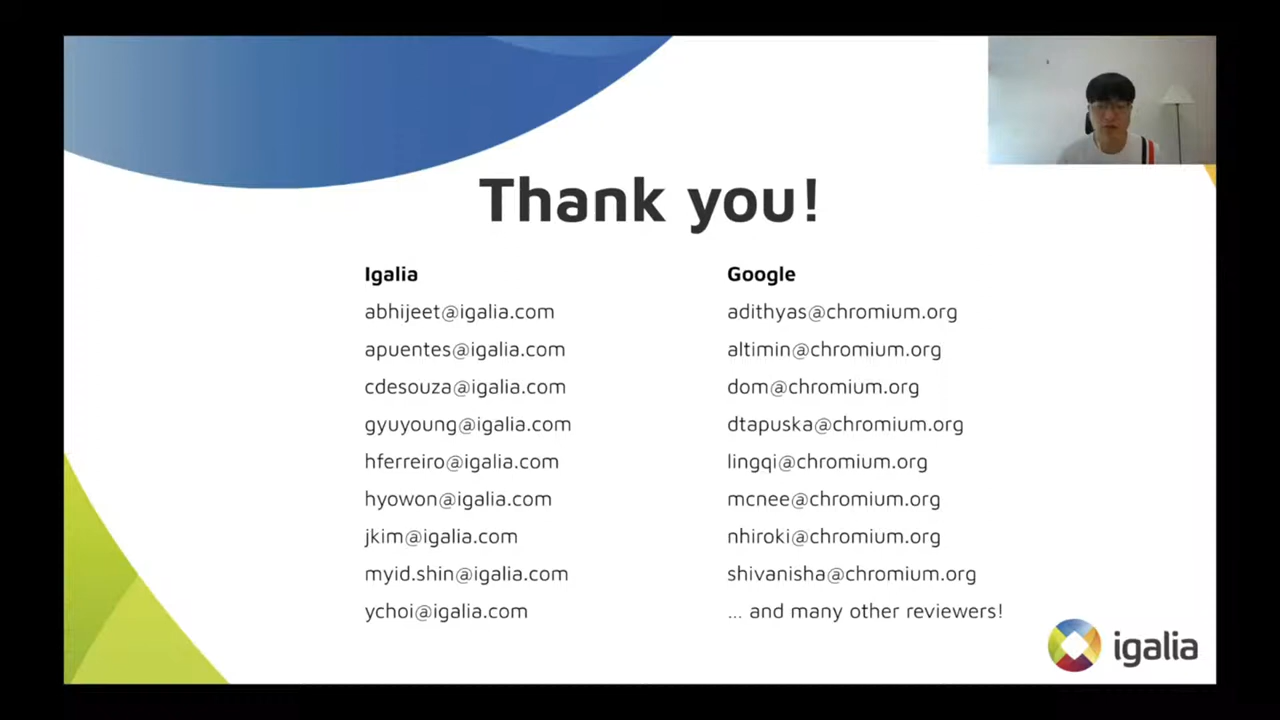 Thank you!
Igalia
abhijeet@igalia.com
apuentes@igalia.com
cdesouza@igalia.com
gyuyoung@igalia.com
hferreiro@igalia.com
hyowon@igalia.com
jkim@igalia.com
myid.shin@igalia.com
ychoi@igalia.com
Google
adithyas@chromium.org
altimin@chromium.org
dom@chromium.org
dtapuska@chromium.org
lingqi@chromium.org
mcnee@chromium.org
nhiroki@chromium.org
shivanisha@chromium.org
... and many other reviewers!
igalia